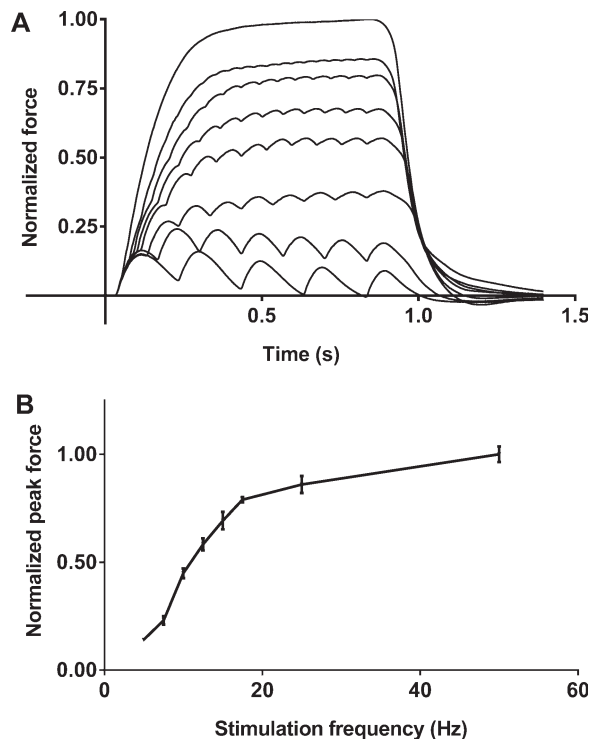 A
Normalized force
1.00
0.75
0.50
0.25
0.5
1.0
1.5
Time (s)
B
Normalized peak force
1.00
0.50
0.00
0
20
40
60
Stimulation frequency (Hz)